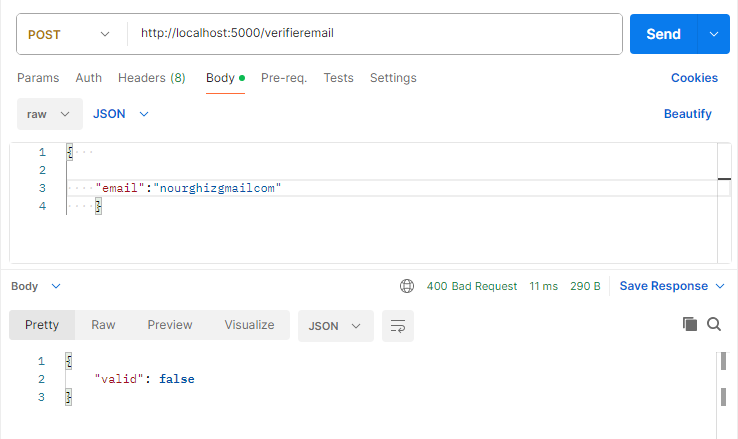 POST http://localhost:5000/verifieremail Send
Params Auth Headers (8) Body Pre-req. Tests Settings Cookies
raw JSON Beautify
1 {
2
3 "email":"nourghizgmailcom"
4 }
Body 400 Bad Request 11 ms 290 B Save Response
Pretty Raw Preview Visualize JSON
1 {
2 "valid": false
3 }